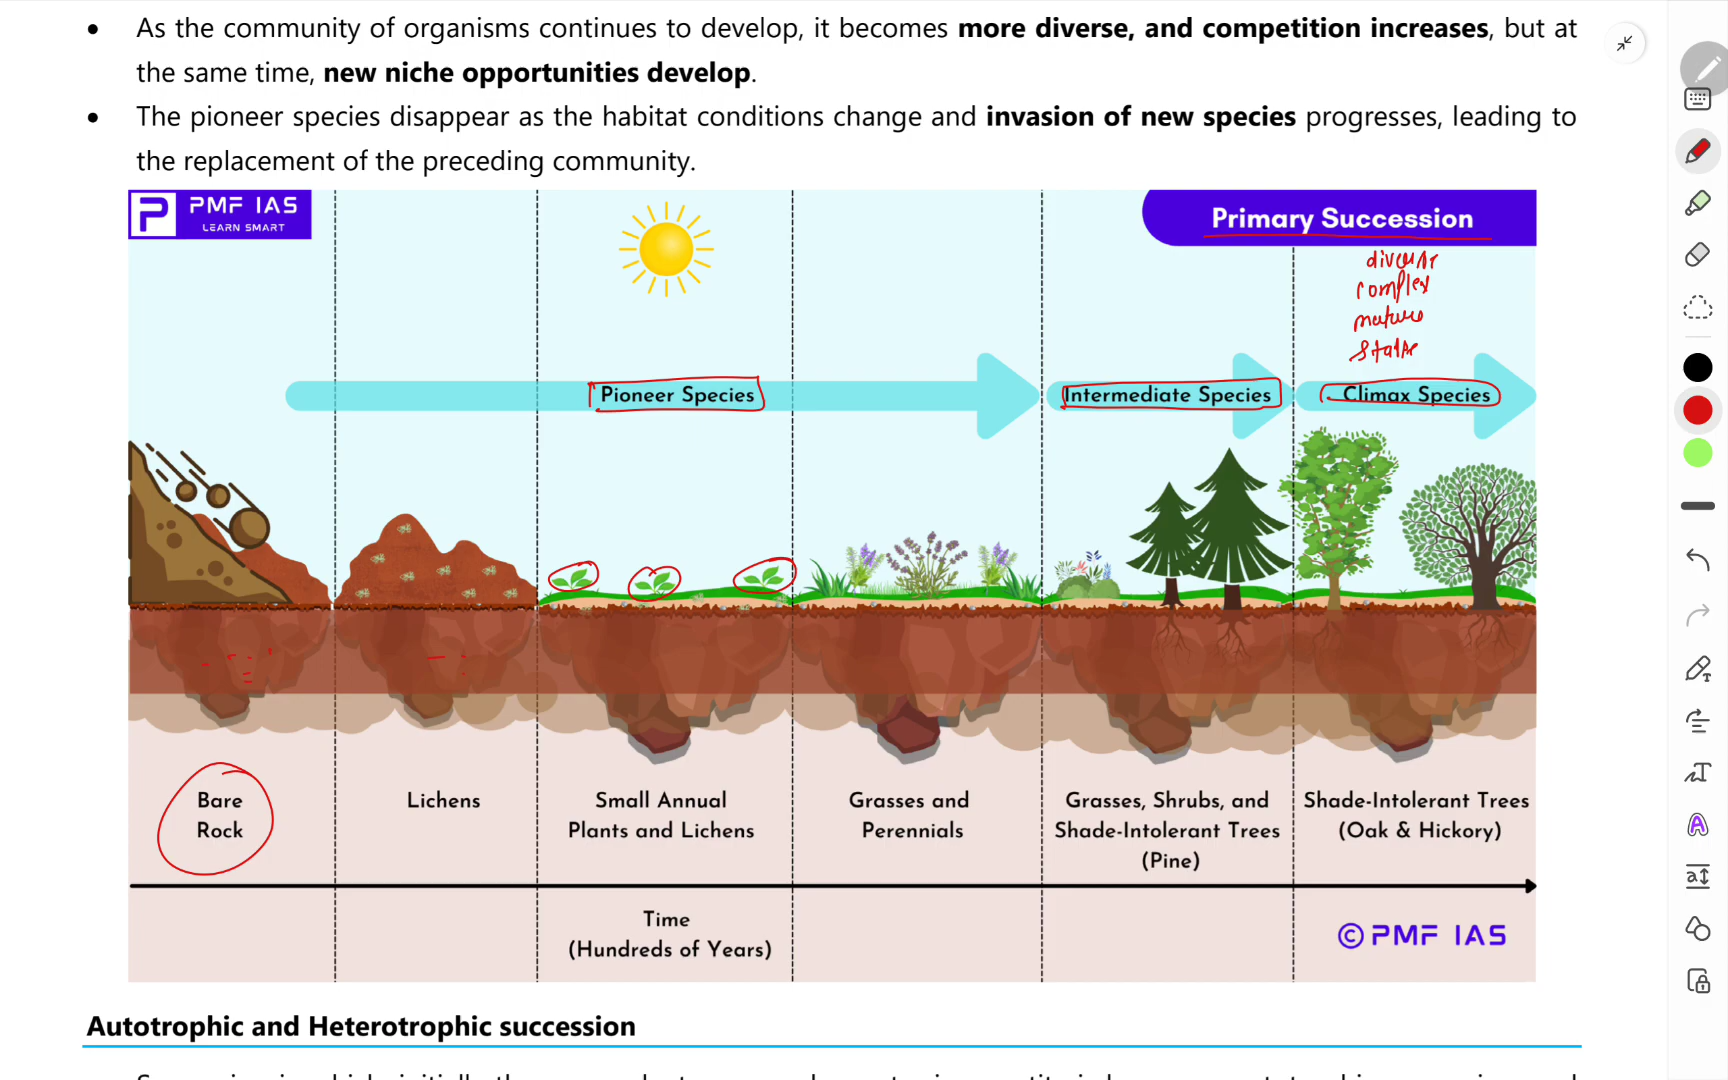 • As the community of organisms continues to develop, it becomes more diverse, and competition increases, but at
the same time, new niche opportunities develop.
• The pioneer species disappear as the habitat conditions change and invasion of new species progresses, leading to
the replacement of the preceding community.
PMF IAS
LEARN SMART
Primary Succession
complex
mature
Pioneer Species
Intermediate Species
Climax Species
Bare
Rock
Lichens
Small Annual
Plants and Lichens
Grasses and
Perennials
Grasses, Shrubs, and
Shade-Intolerant Trees
(Pine)
Shade-Intolerant Trees
(Oak & Hickory)
Time
(Hundreds of Years)
© PMF IAS
Autotrophic and Heterotrophic succession